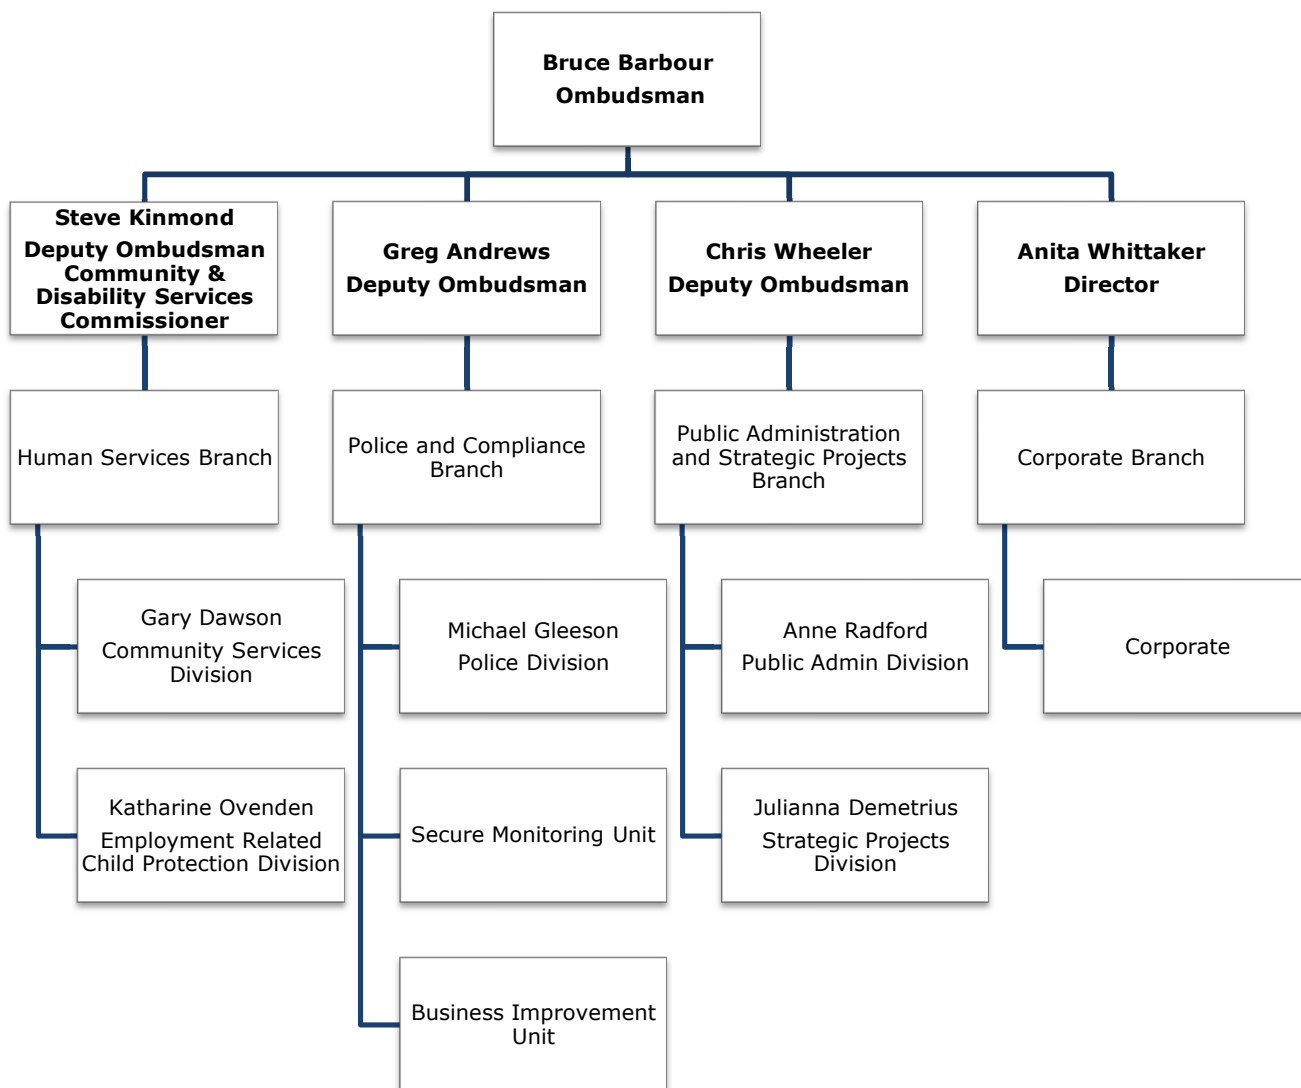 Bruce Barbour
Ombudsman
Steve Kinmond
Deputy Ombudsman
Community &
Disability Services
Commissioner
Greg Andrews
Deputy Ombudsman
Chris Wheeler
Deputy Ombudsman
Anita Whittaker
Director
Human Services Branch
Police and Compliance
Branch
Public Administration
and Strategic Projects
Branch
Corporate Branch
Gary Dawson
Community Services
Division
Michael Gleeson
Police Division
Anne Radford
Public Admin Division
Corporate
Katharine Ovenden
Employment Related
Child Protection Division
Secure Monitoring Unit
Julianna Demetrius
Strategic Projects
Division
Business Improvement
Unit